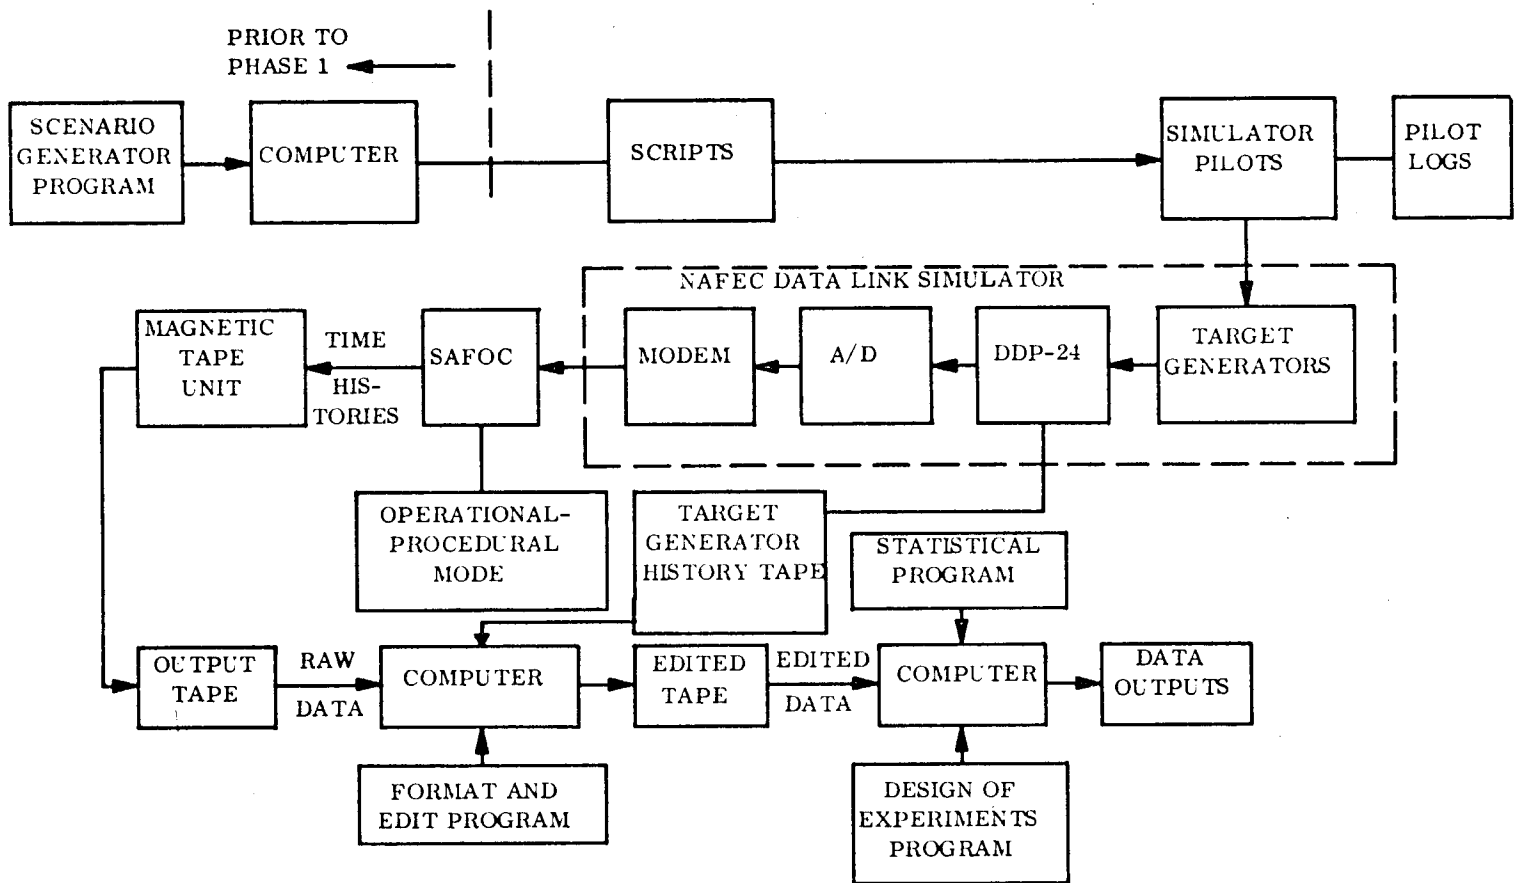 PRIOR TO
PHASE 1
SCENARIO
GENERATOR
PROGRAM
COMPUTER
SCRIPTS
SIMULATOR
PILOTS
PILOT
LOGS
NAFEC DATA LINK SIMULATOR
MAGNETIC
TAPE
UNIT
TIME
HIS-
TORIES
SAFOC
MODEM
A/D
DDP-24
TARGET
GENERATORS
OPERATIONAL-
PROCEDURAL
MODE
TARGET
GENERATOR
HISTORY TAPE
STATISTICAL
PROGRAM
OUTPUT
TAPE
RAW
DATA
COMPUTER
EDITED
TAPE
EDITED
DATA
COMPUTER
DATA
OUTPUTS
FORMAT AND
EDIT PROGRAM
DESIGN OF
EXPERIMENTS
PROGRAM